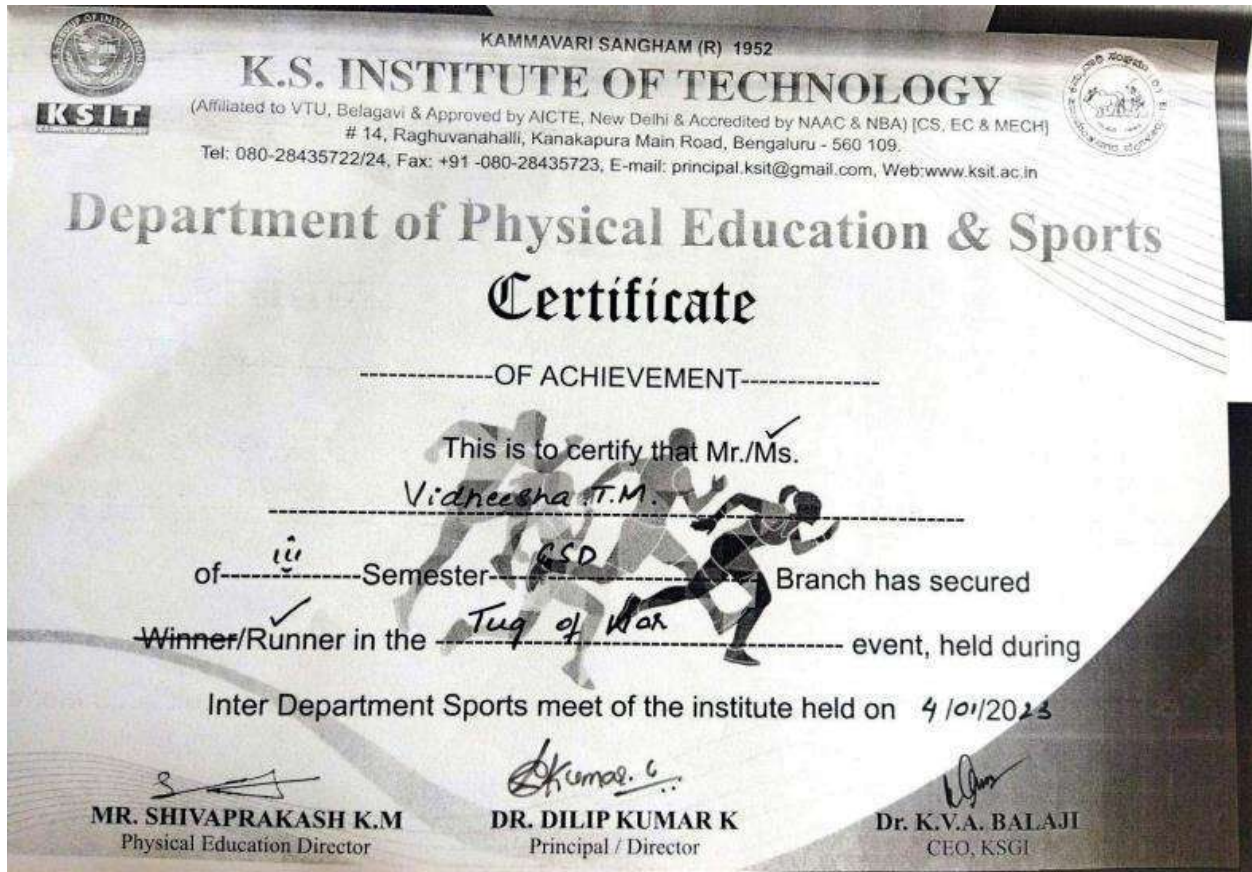 KAMMAVARI SANGHAM (R) 1952
K.S. INSTITUTE OF TECHNOLOGY
KSIT
(Affiliated to VTU, Belagavi & Approved by AICTE, New Delhi & Accredited by NAAC & NBA) [CS, EC & MECH]
# 14, Raghuvanahalli, Kanakapura Main Road, Bengaluru - 560 109.
Tel: 080-28435722/24, Fax: +91 -080-28435723, E-mail: principal.ksit@gmail.com, Web:www.ksit.ac.in
Department of Physical Education & Sports
Certificate
-------------OF ACHIEVEMENT--------------
This is to certify that Mr./Ms.
Vidheesha .T.M.
of iii Semester CSD Branch has secured
Winner/Runner in the Tug of War event, held during
Inter Department Sports meet of the institute held on 4/01/2023
MR. SHIVAPRAKASH K.M DR. DILIP KUMAR K Dr. K.V.A. BALAJI
Physical Education Director Principal / Director CEO, KSGI